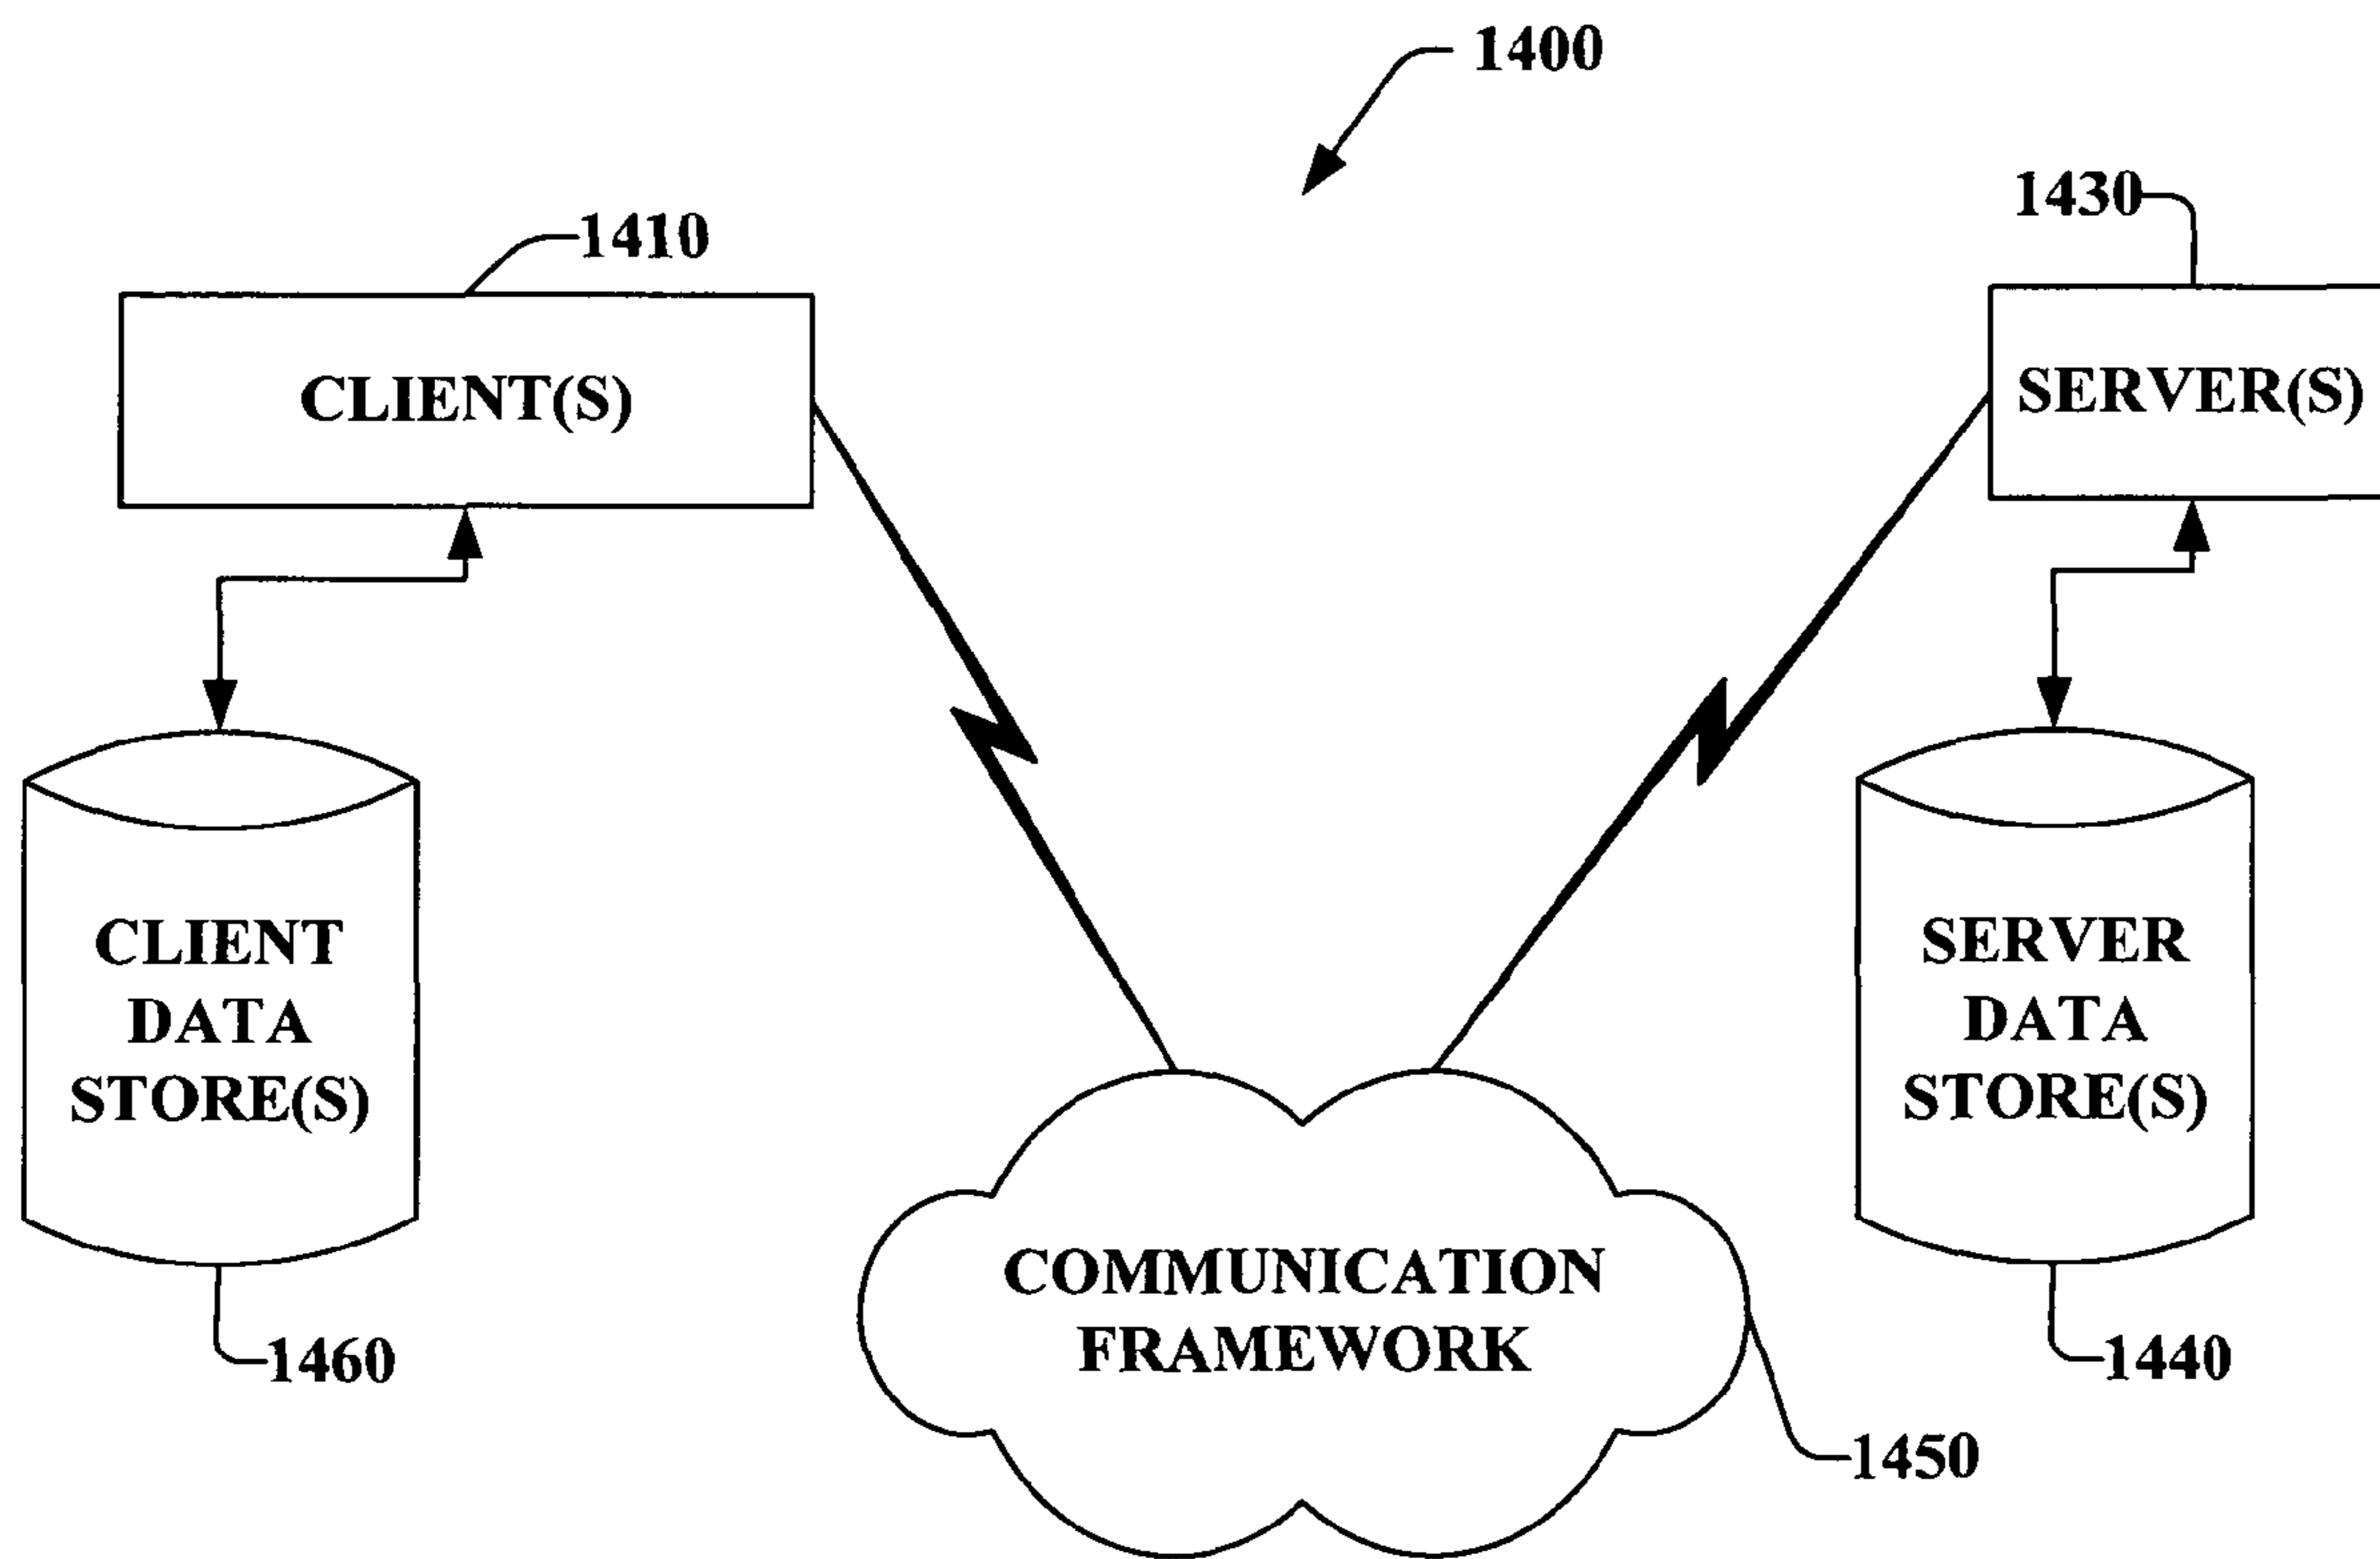 1400
1410
1430
CLIENT(S)
SERVER(S)
CLIENT
DATA
STORE(S)
SERVER
DATA
STORE(S)
COMMUNICATION
FRAMEWORK
1460
1440
1450